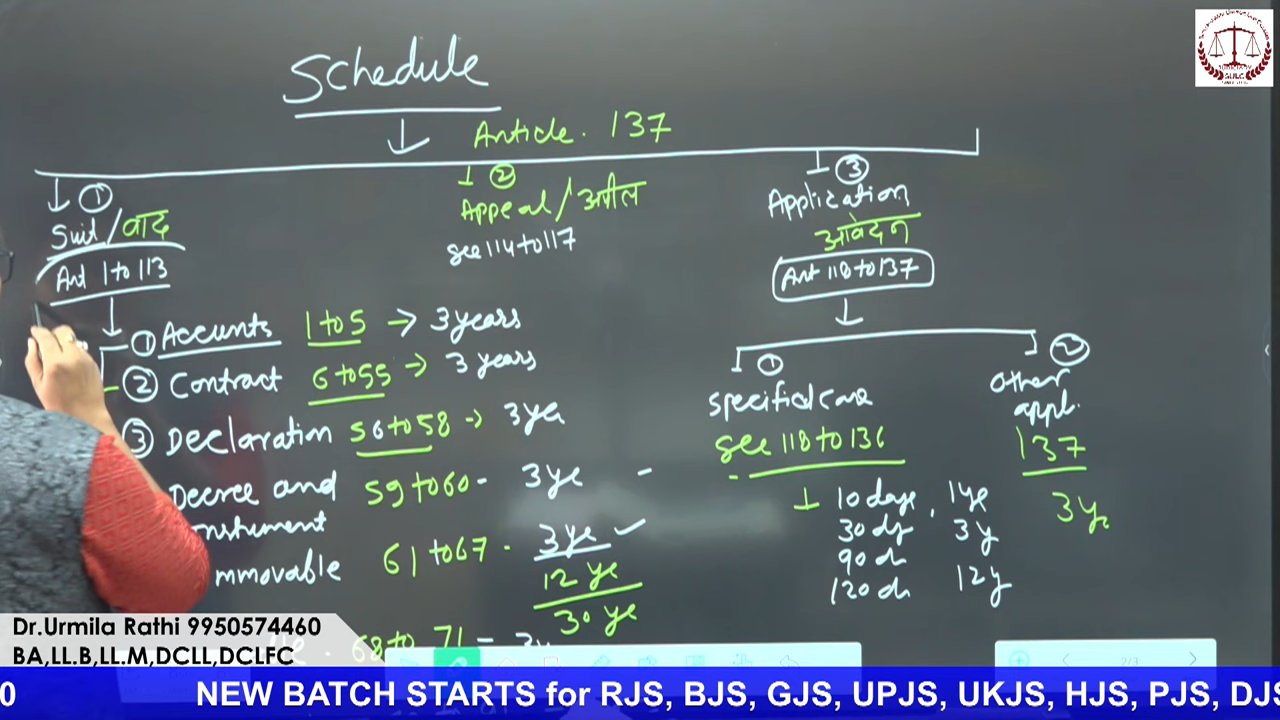 Schedule
Article. 137
① Suit/वाद
Art 1 to 113
① Accunts 1 to 5 → 3 years
② Contract 6 to 55 → 3 years
③ Declaration 56 to 58 → 3 ye
Decree and 59 to 60 - 3 ye -
nstrument
mmovable 61 to 67 - 3 ye ✓
12 ye
30 ye
68 to 71 =
② Appeal/अपील
see 114 to 117
③ Application
आवेदन
Art 118 to 137
① specified case
see 118 to 136
10 days, 1 ye
30 d 3 y
90 d
120 d 12 y
② Other
appl.
137
3 y
Dr.Urmila Rathi 9950574460
BA,LL.B,LL.M,DCLL,DCLFC
2/3
0 NEW BATCH STARTS for RJS, BJS, GJS, UPJS, UKJS, HJS, PJS, DJS